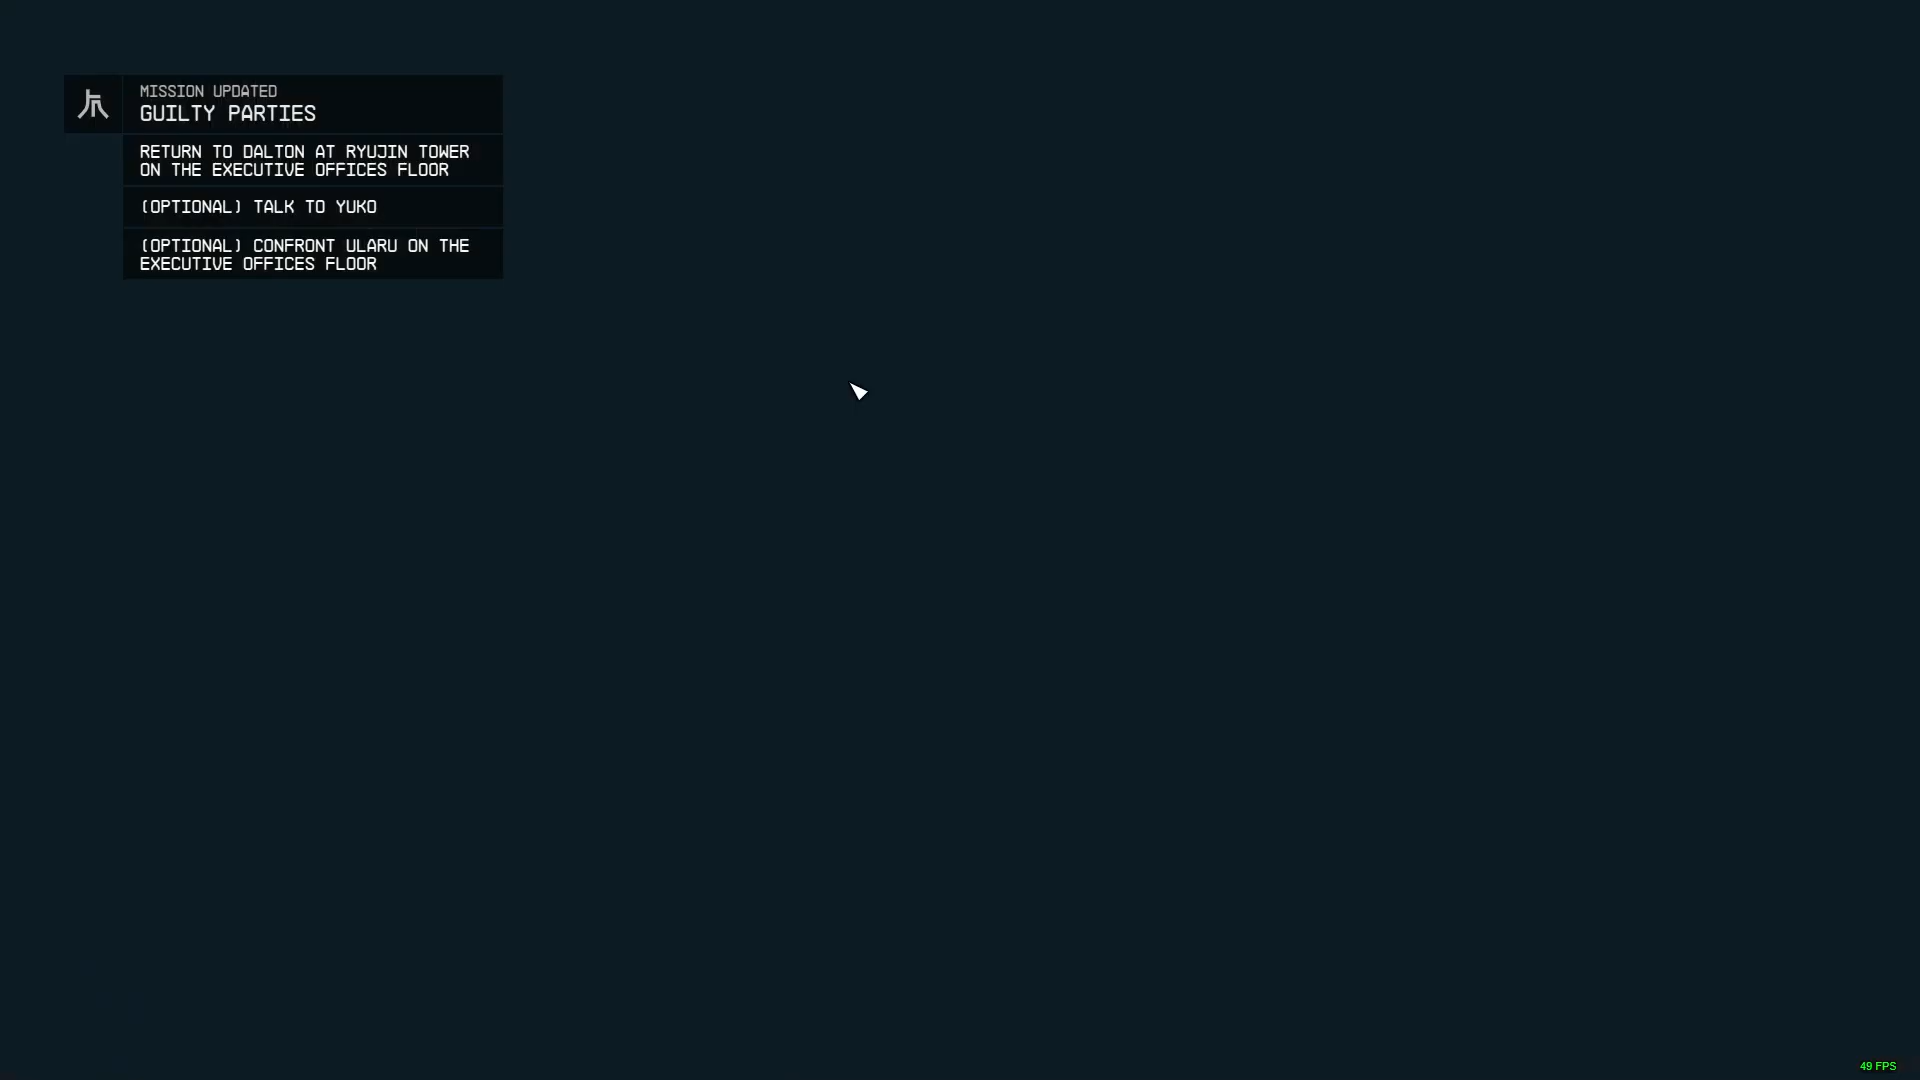 MISSION UPDATED
GUILTY PARTIES
RETURN TO DALTON AT RYUJIN TOWER
ON THE EXECUTIVE OFFICES FLOOR
(OPTIONAL) TALK TO YUKO
(OPTIONAL) CONFRONT ULARU ON THE
EXECUTIVE OFFICES FLOOR
49 FPS